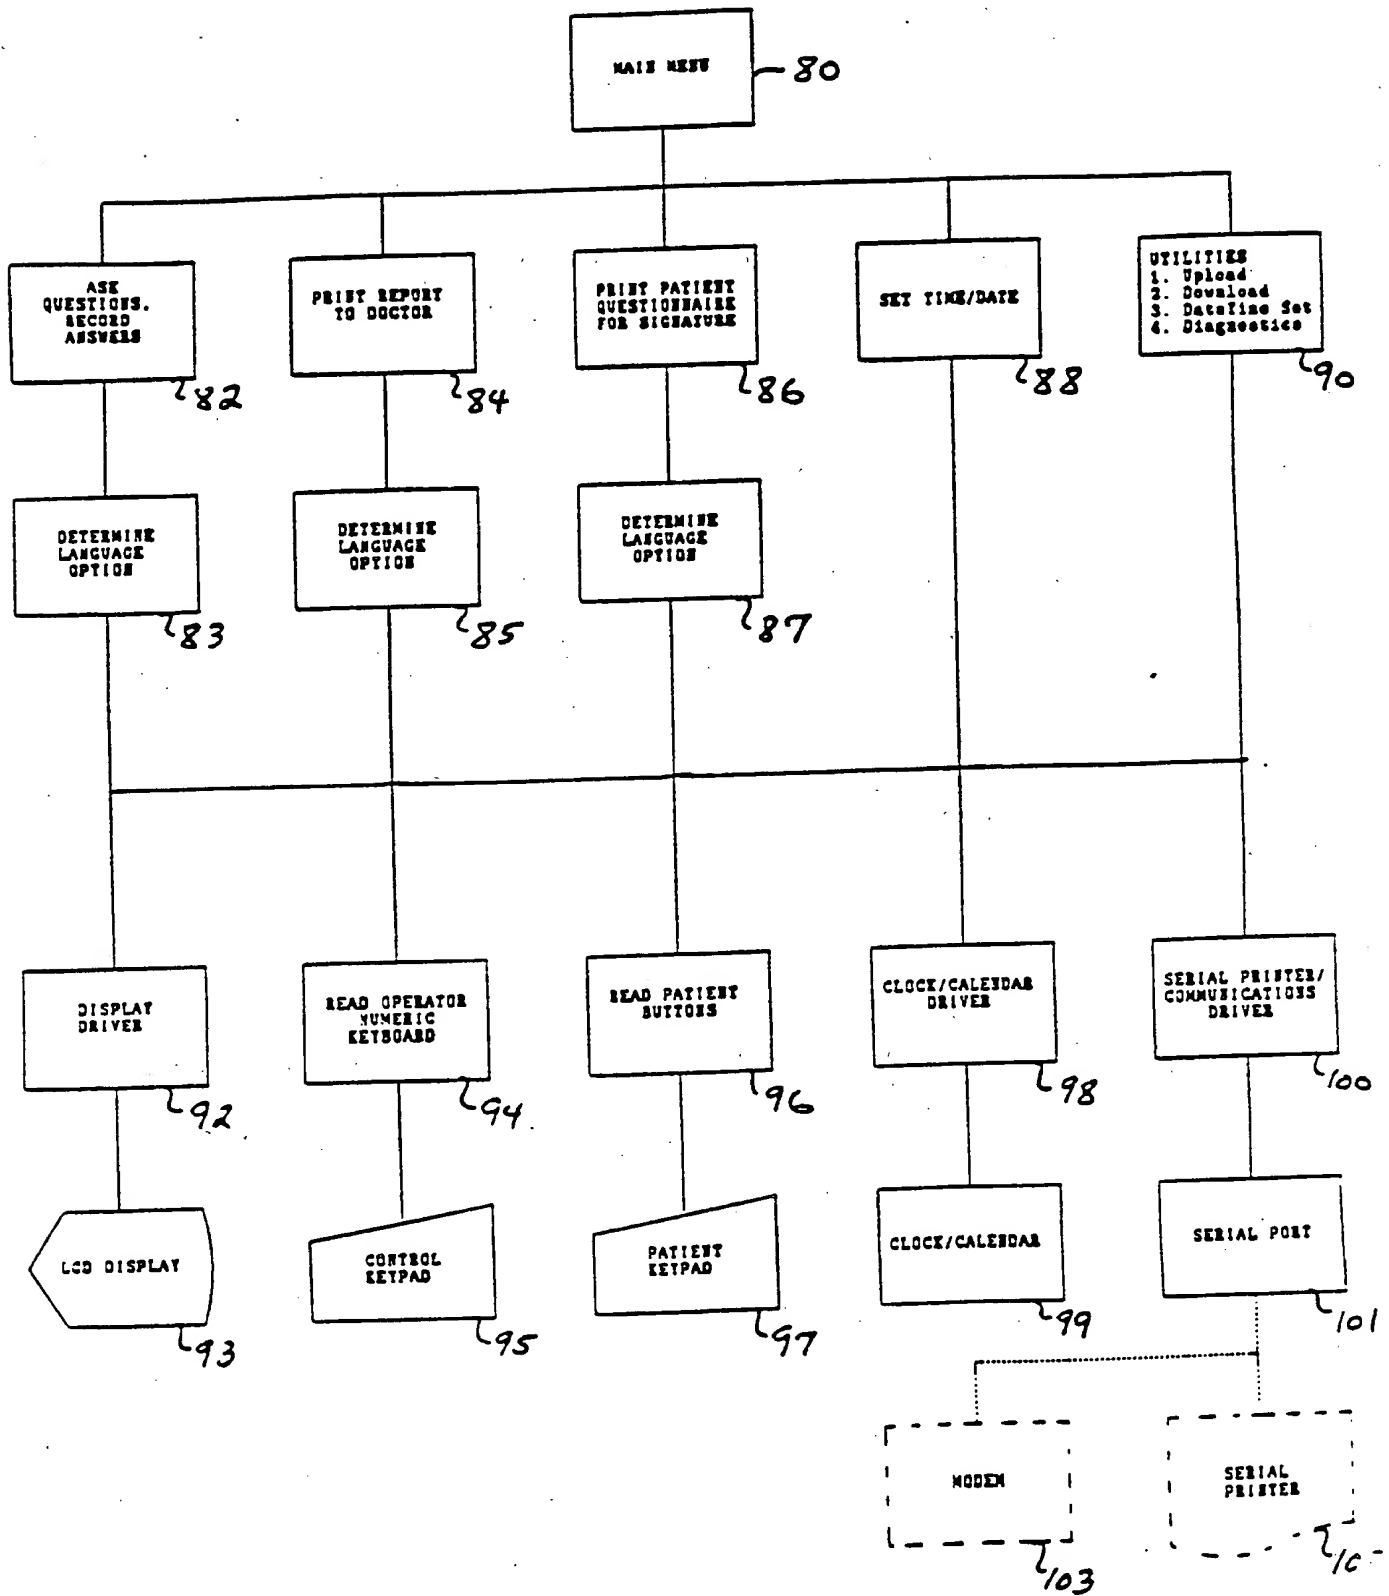 MAIN MENU
80
ASK
QUESTIONS.
RECORD
ANSWERS
82
PRINT REPORT
TO DOCTOR
84
PRINT PATIENT
QUESTIONNAIRE
FOR SIGNATURE
86
SET TIME/DATE
88
UTILITIES
1. Upload
2. Download
3. DateTime Set
4. Diagnostics
90
DETERMINE
LANGUAGE
OPTION
83
DETERMINE
LANGUAGE
OPTION
85
DETERMINE
LANGUAGE
OPTION
87
DISPLAY
DRIVER
92
READ OPERATOR
NUMERIC
KEYBOARD
94
READ PATIENT
BUTTONS
96
CLOCK/CALENDAR
DRIVER
98
SERIAL PRINTER/
COMMUNICATIONS
DRIVER
100
LCD DISPLAY
93
CONTROL
KEYPAD
95
PATIENT
KEYPAD
97
CLOCK/CALENDAR
99
SERIAL PORT
101
MODEM
103
SERIAL
PRINTER